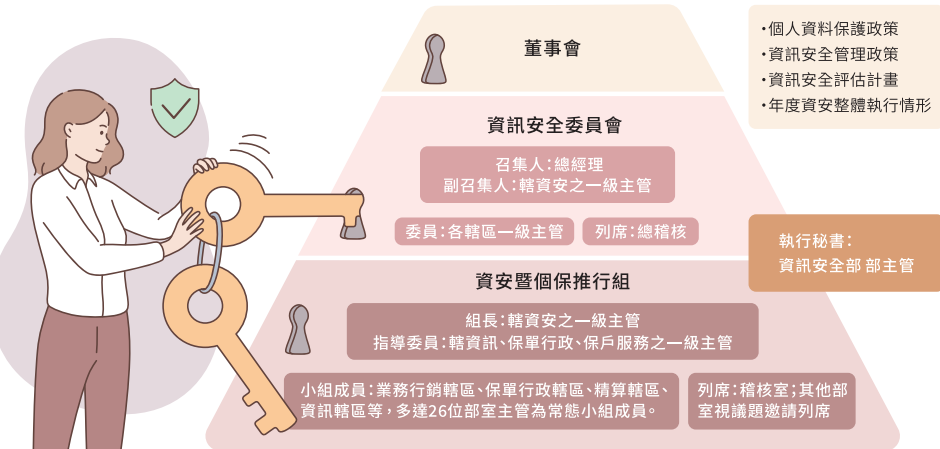 董事會
・個人資料保護政策
・資訊安全管理政策
・資訊安全評估計畫
・年度資安整體執行情形
資訊安全委員會
召集人：總經理
副召集人：轄資安之一級主管
委員：各轄區一級主管
列席：總稽核
執行秘書：
資訊安全部 部主管
資安暨個保推行組
組長：轄資安之一級主管
指導委員：轄資訊、保單行政、保戶服務之一級主管
小組成員：業務行銷轄區、保單行政轄區、精算轄區、
資訊轄區等，多達26位部室主管為常態小組成員。
列席：稽核室；其他部
室視議題邀請列席